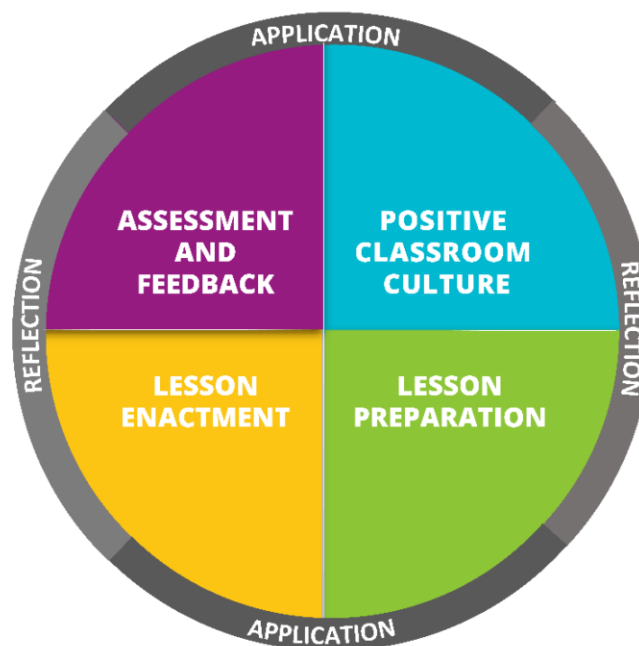 APPLICATION
ASSESSMENT
AND
FEEDBACK
POSITIVE
CLASSROOM
CULTURE
REFLECTION
REFLECTION
LESSON
ENACTMENT
LESSON
PREPARATION
APPLICATION